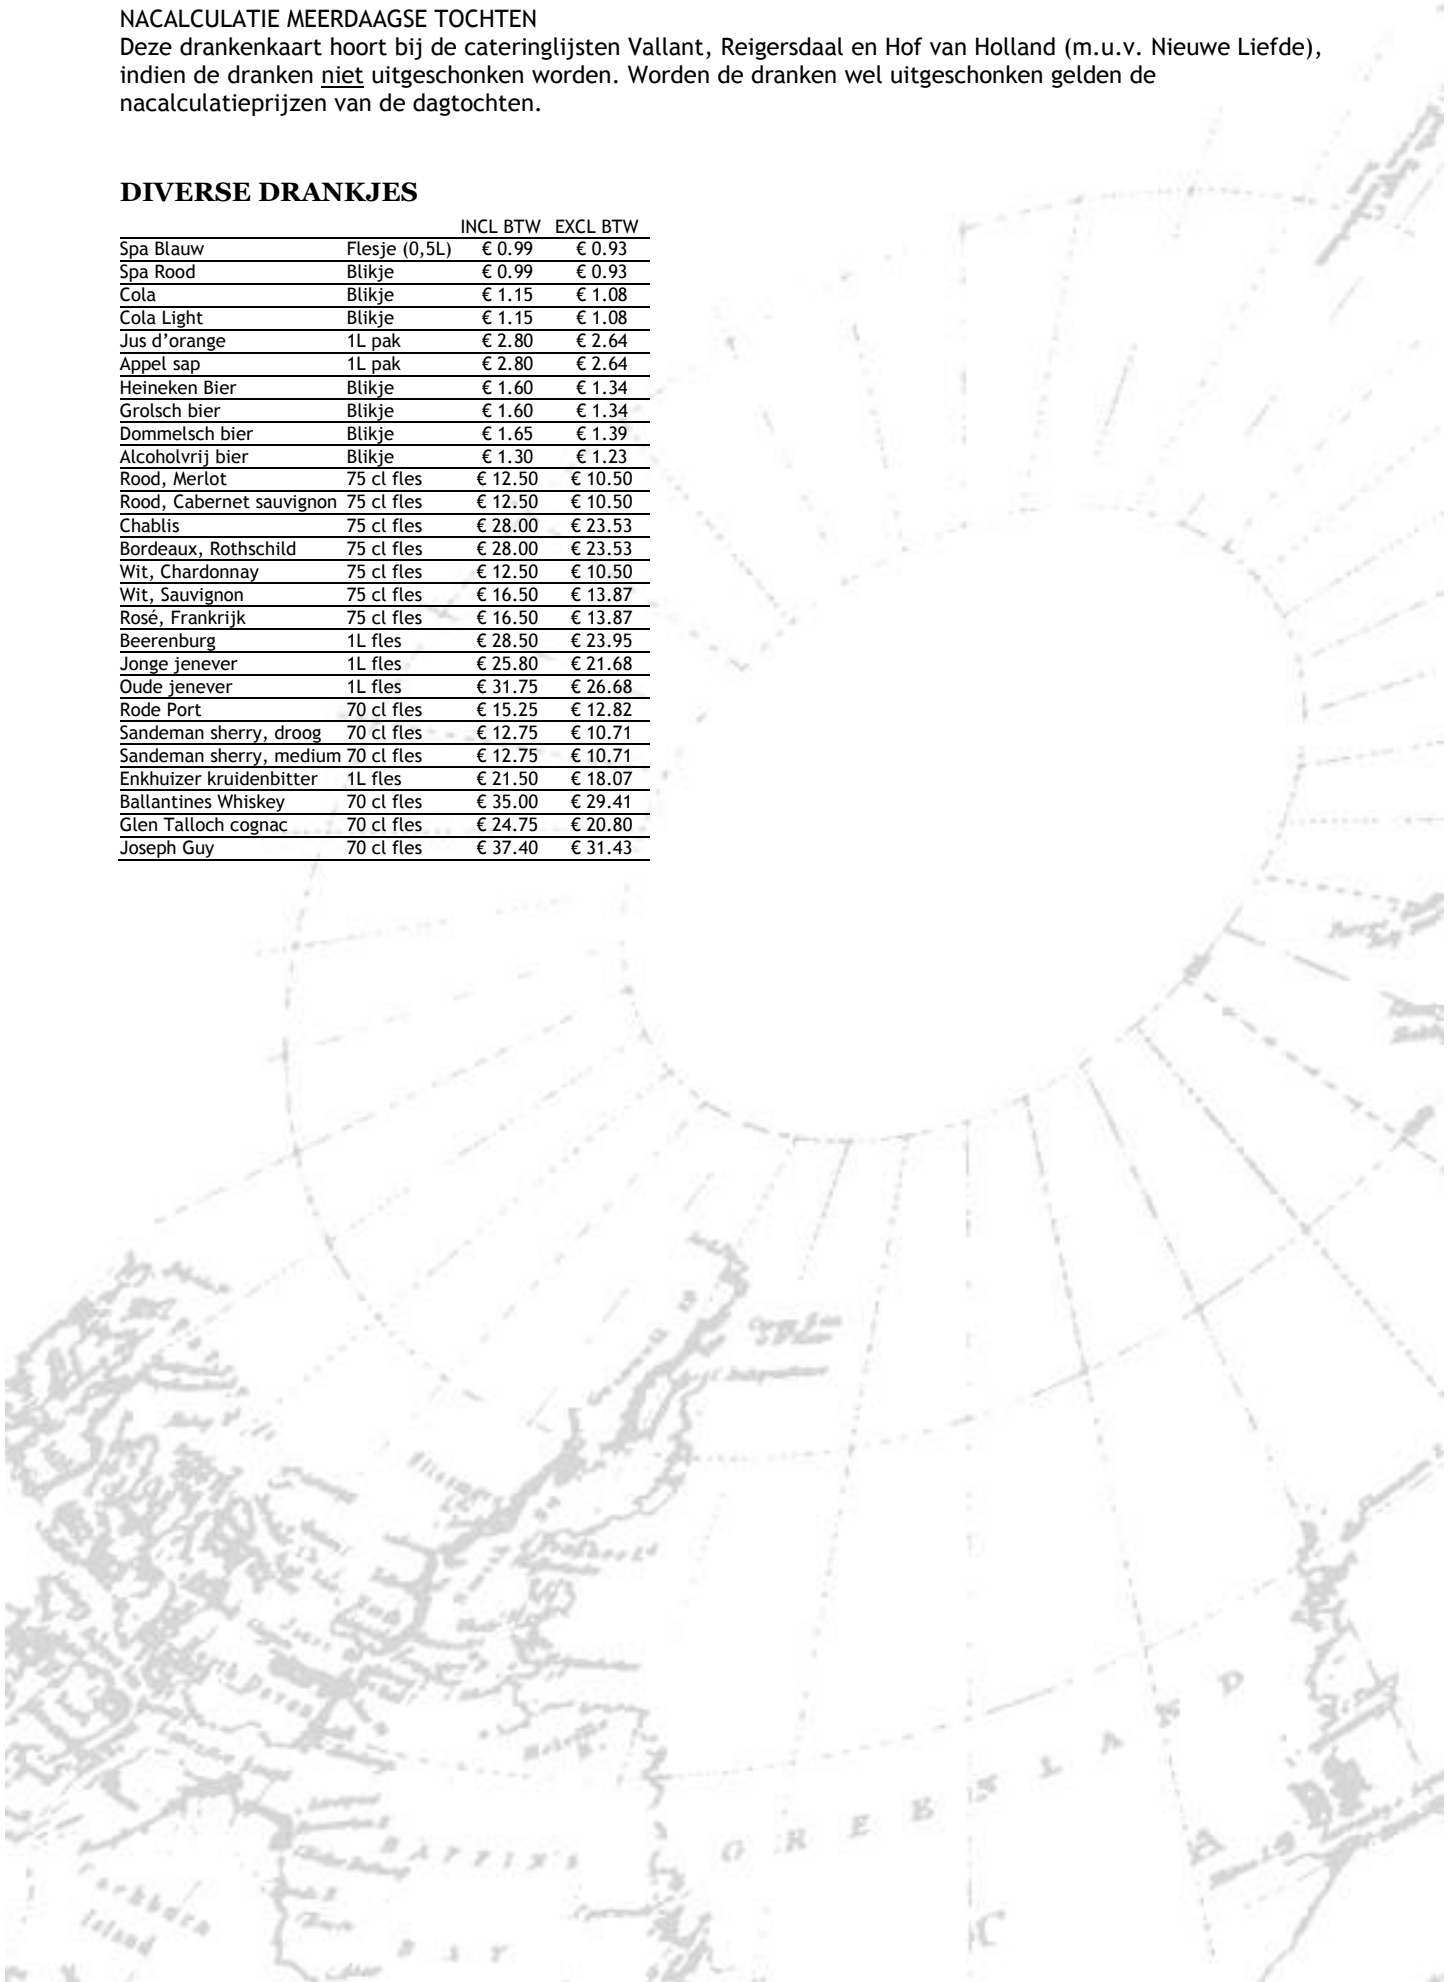 NACALCULATIE MEERDAAGSE TOCHTEN
Deze drankenkaart hoort bij de cateringlijsten Vallant, Reigersdaal en Hof van Holland (m.u.v. Nieuwe Liefde),
indien de dranken niet uitgeschonken worden. Worden de dranken wel uitgeschonken gelden de
nacalculatieprijzen van de dagtochten.
DIVERSE DRANKJES
INCL BTW EXCL BTW
Spa Blauw Flesje (0,5L) € 0.99 € 0.93
Spa Rood Blikje € 0.99 € 0.93
Cola Blikje € 1.15 € 1.08
Cola Light Blikje € 1.15 € 1.08
Jus d’orange 1L pak € 2.80 € 2.64
Appel sap 1L pak € 2.80 € 2.64
Heineken Bier Blikje € 1.60 € 1.34
Grolsch bier Blikje € 1.60 € 1.34
Dommelsch bier Blikje € 1.65 € 1.39
Alcoholvrij bier Blikje € 1.30 € 1.23
Rood, Merlot 75 cl fles € 12.50 € 10.50
Rood, Cabernet sauvignon 75 cl fles € 12.50 € 10.50
Chablis 75 cl fles € 28.00 € 23.53
Bordeaux, Rothschild 75 cl fles € 28.00 € 23.53
Wit, Chardonnay 75 cl fles € 12.50 € 10.50
Wit, Sauvignon 75 cl fles € 16.50 € 13.87
Rosé, Frankrijk 75 cl fles € 16.50 € 13.87
Beerenburg 1L fles € 28.50 € 23.95
Jonge jenever 1L fles € 25.80 € 21.68
Oude jenever 1L fles € 31.75 € 26.68
Rode Port 70 cl fles € 15.25 € 12.82
Sandeman sherry, droog 70 cl fles € 12.75 € 10.71
Sandeman sherry, medium 70 cl fles € 12.75 € 10.71
Enkhuizer kruidenbitter 1L fles € 21.50 € 18.07
Ballantines Whiskey 70 cl fles € 35.00 € 29.41
Glen Talloch cognac 70 cl fles € 24.75 € 20.80
Joseph Guy 70 cl fles € 37.40 € 31.43
BAFFIN'S
BAY
Island